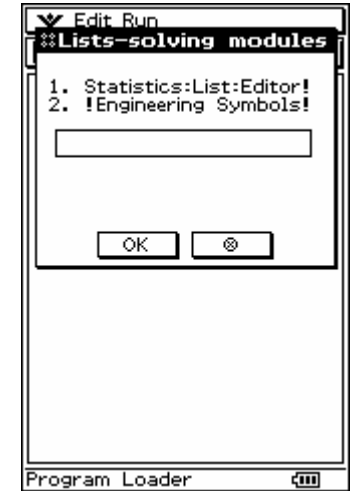 Edit Run
Lists-solving modules
1. Statistics:List:Editor!
2. !Engineering Symbols!
OK
Program Loader